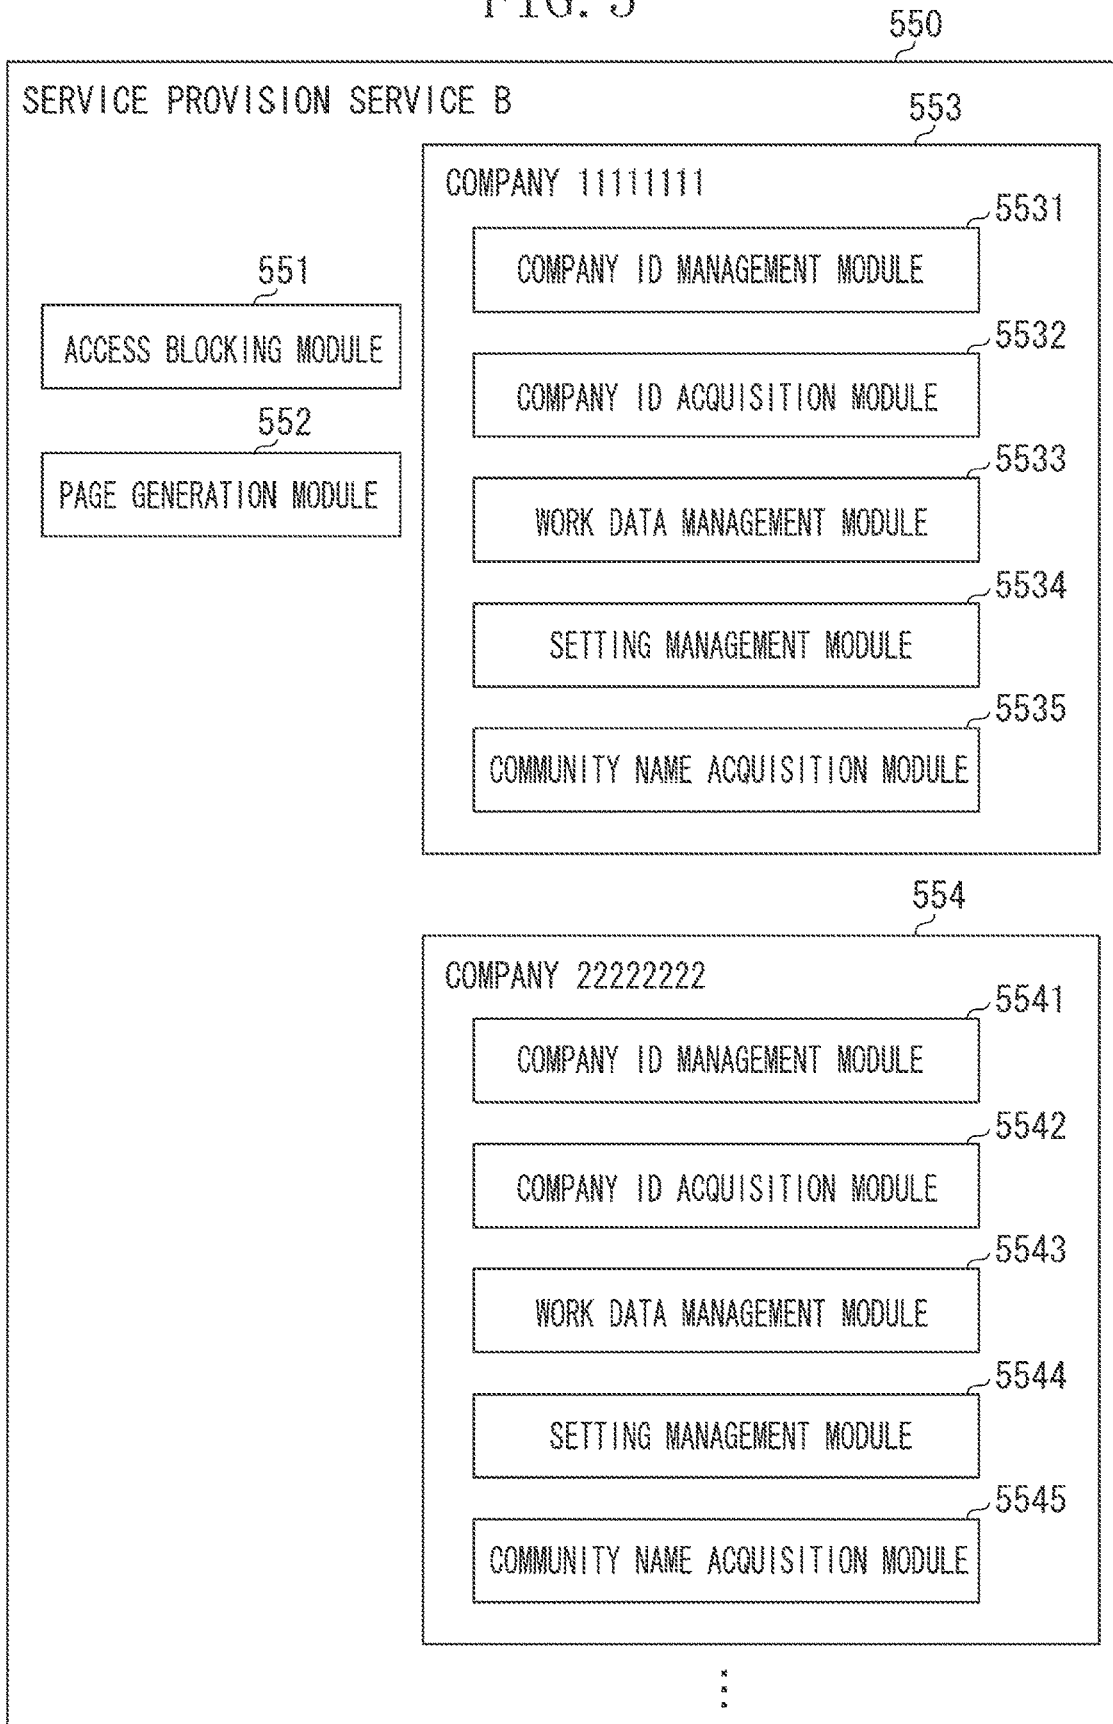 FIG. 5
550
SERVICE PROVISION SERVICE B
553
COMPANY 11111111
5531
COMPANY ID MANAGEMENT MODULE
551
ACCESS BLOCKING MODULE
5532
COMPANY ID ACQUISITION MODULE
552
PAGE GENERATION MODULE
5533
WORK DATA MANAGEMENT MODULE
5534
SETTING MANAGEMENT MODULE
5535
COMMUNITY NAME ACQUISITION MODULE
554
COMPANY 22222222
5541
COMPANY ID MANAGEMENT MODULE
5542
COMPANY ID ACQUISITION MODULE
5543
WORK DATA MANAGEMENT MODULE
5544
SETTING MANAGEMENT MODULE
5545
COMMUNITY NAME ACQUISITION MODULE